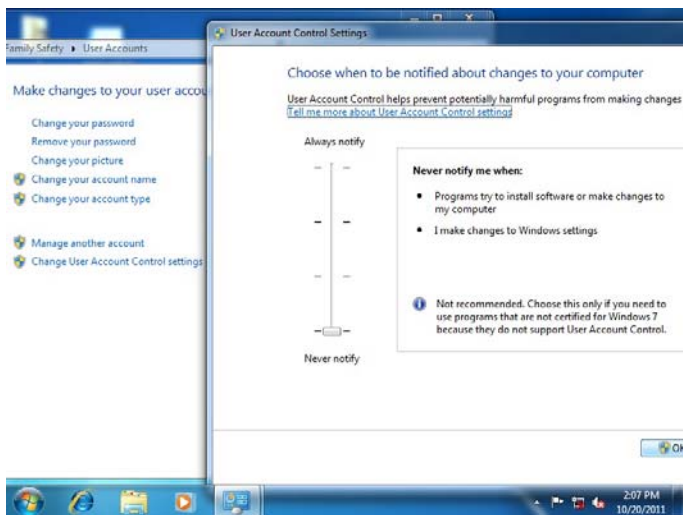 User Account Control Settings
Family Safety ▸ User Accounts
Make changes to your user accou
Change your password
Remove your password
Change your picture
Change your account name
Change your account type
Manage another account
Change User Account Control settings
Choose when to be notified about changes to your computer
User Account Control helps prevent potentially harmful programs from making changes
Tell me more about User Account Control settings
Always notify
Never notify me when:
• Programs try to install software or make changes to
my computer
• I make changes to Windows settings
Not recommended. Choose this only if you need to
use programs that are not certified for Windows 7
because they do not support User Account Control.
Never notify
OK
2:07 PM
10/20/2011